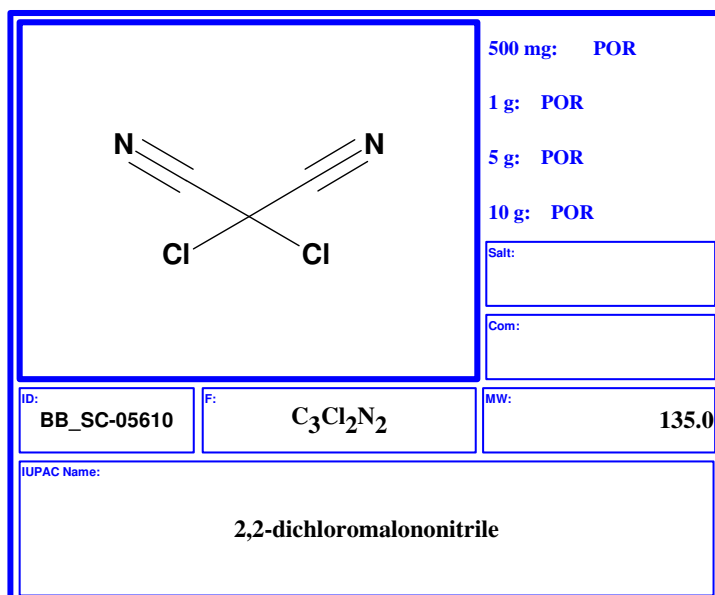 500 mg: POR
1 g: POR
5 g: POR
10 g: POR
N N
Cl Cl
Salt:
Com:
ID:
BB_SC-05610
F:
C3Cl2N2
MW:
135.0
IUPAC Name:
2,2-dichloromalononitrile